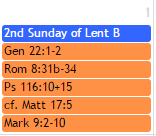 1
2nd Sunday of Lent B
Gen 22:1-2
Rom 8:31b-34
Ps 116:10+15
cf. Matt 17:5
Mark 9:2-10